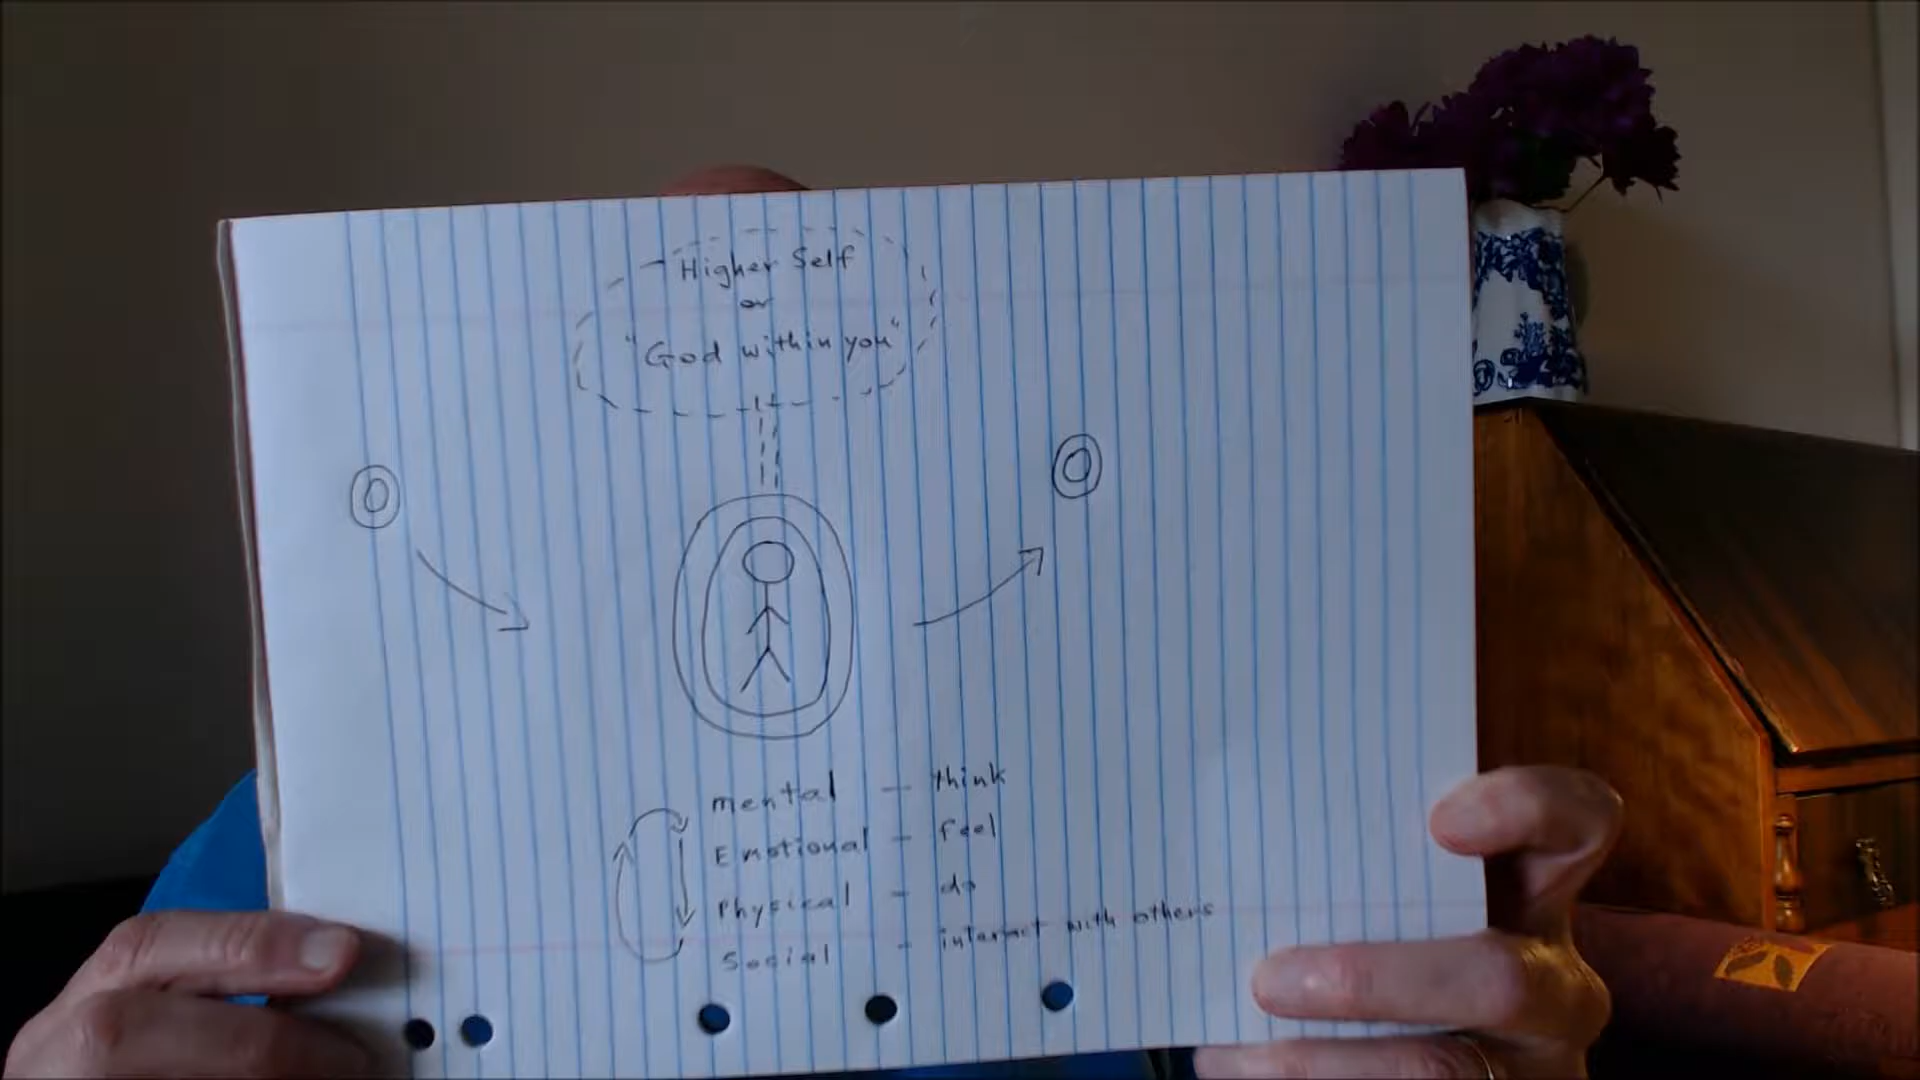 Higher Self
or
"God within you"
mental - think
Emotional - feel
Physical - do
Social - interact with others